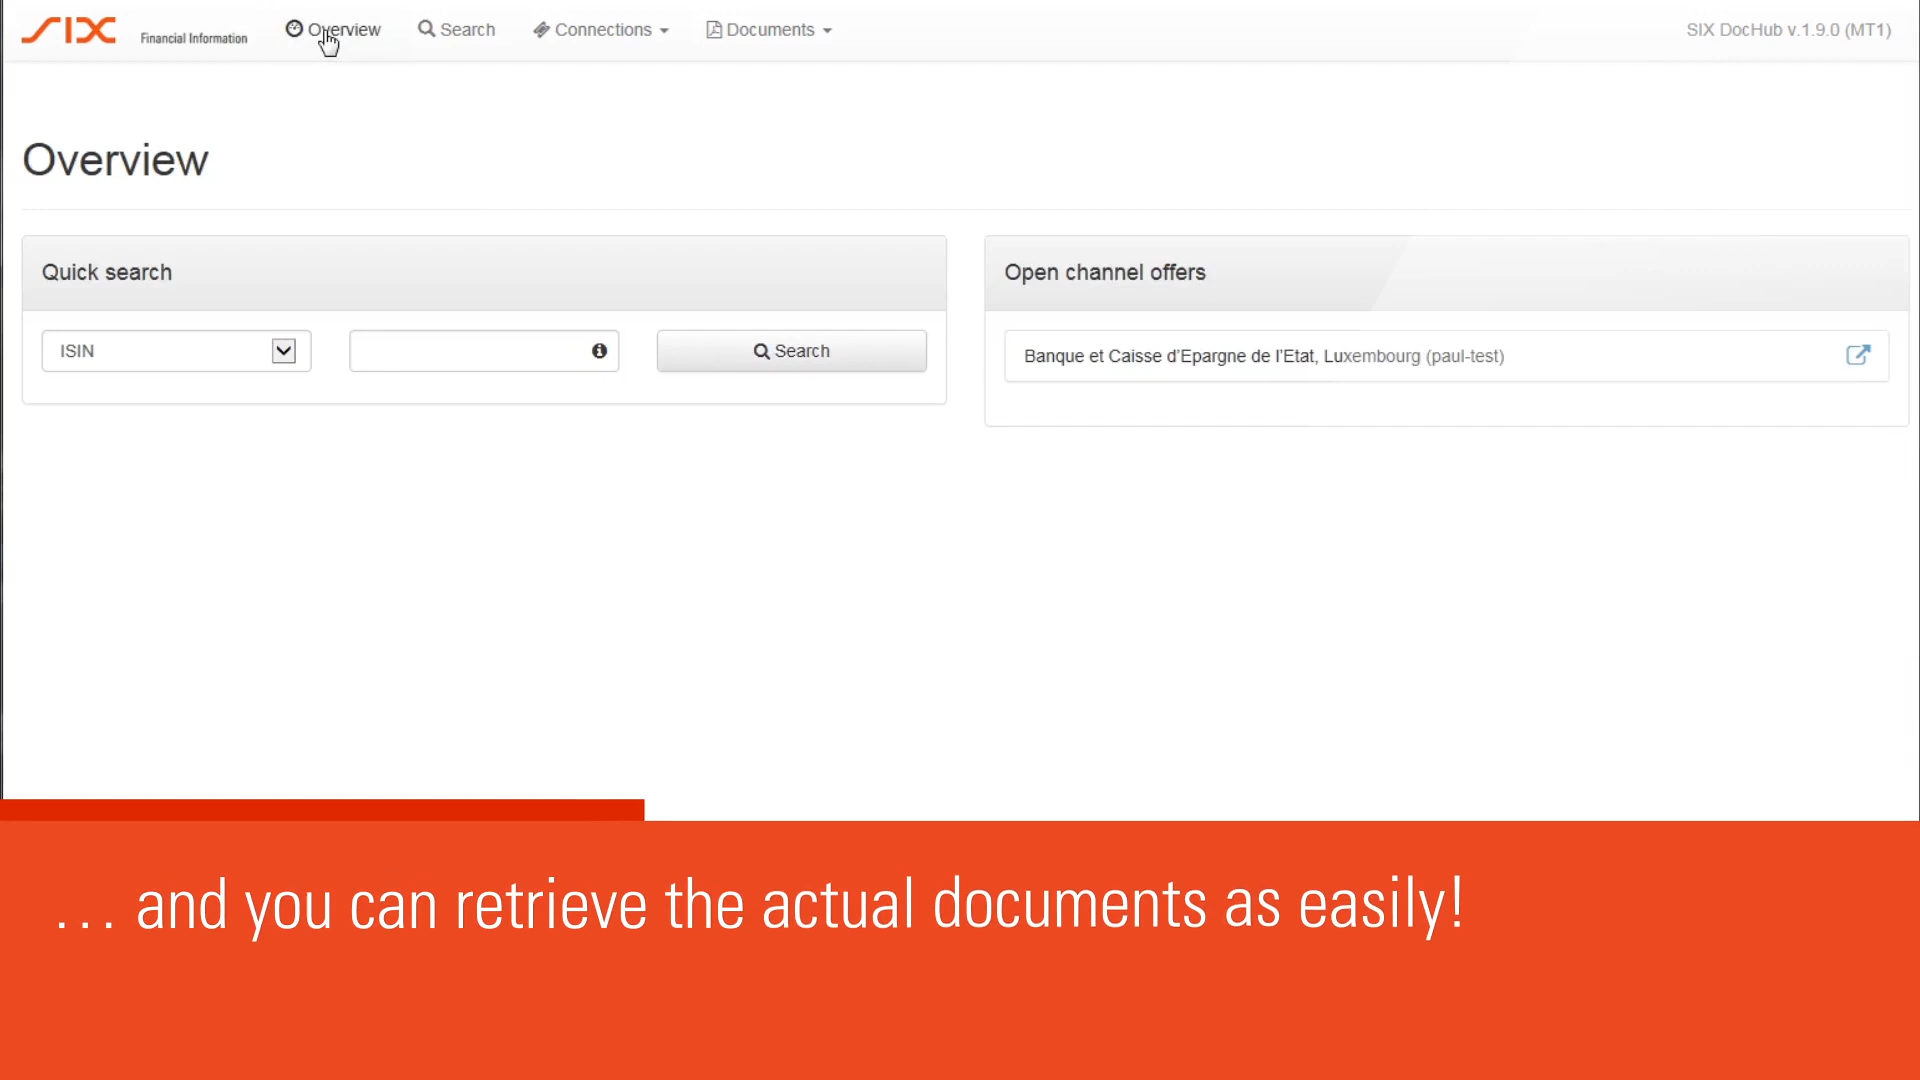 SIX Financial Information
Overview
Search
Connections
Documents
SIX DocHub v.1.9.0 (MT1)
Overview
Quick search
Open channel offers
ISIN
Search
Banque et Caisse d'Epargne de l'Etat, Luxembourg (paul-test)
... and you can retrieve the actual documents as easily!